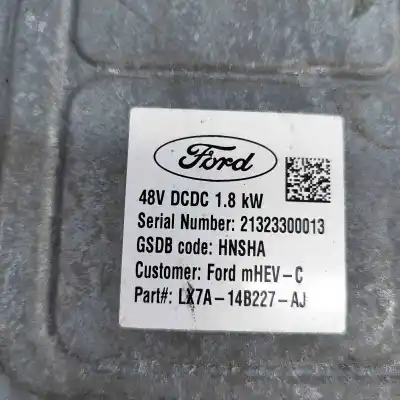 Ford
48V DCDC 1.8 kW
Serial Number: 21323300013
GSDB code: HNSHA
Customer: Ford mHEV-C
Part#: LX7A-14B227-AJ